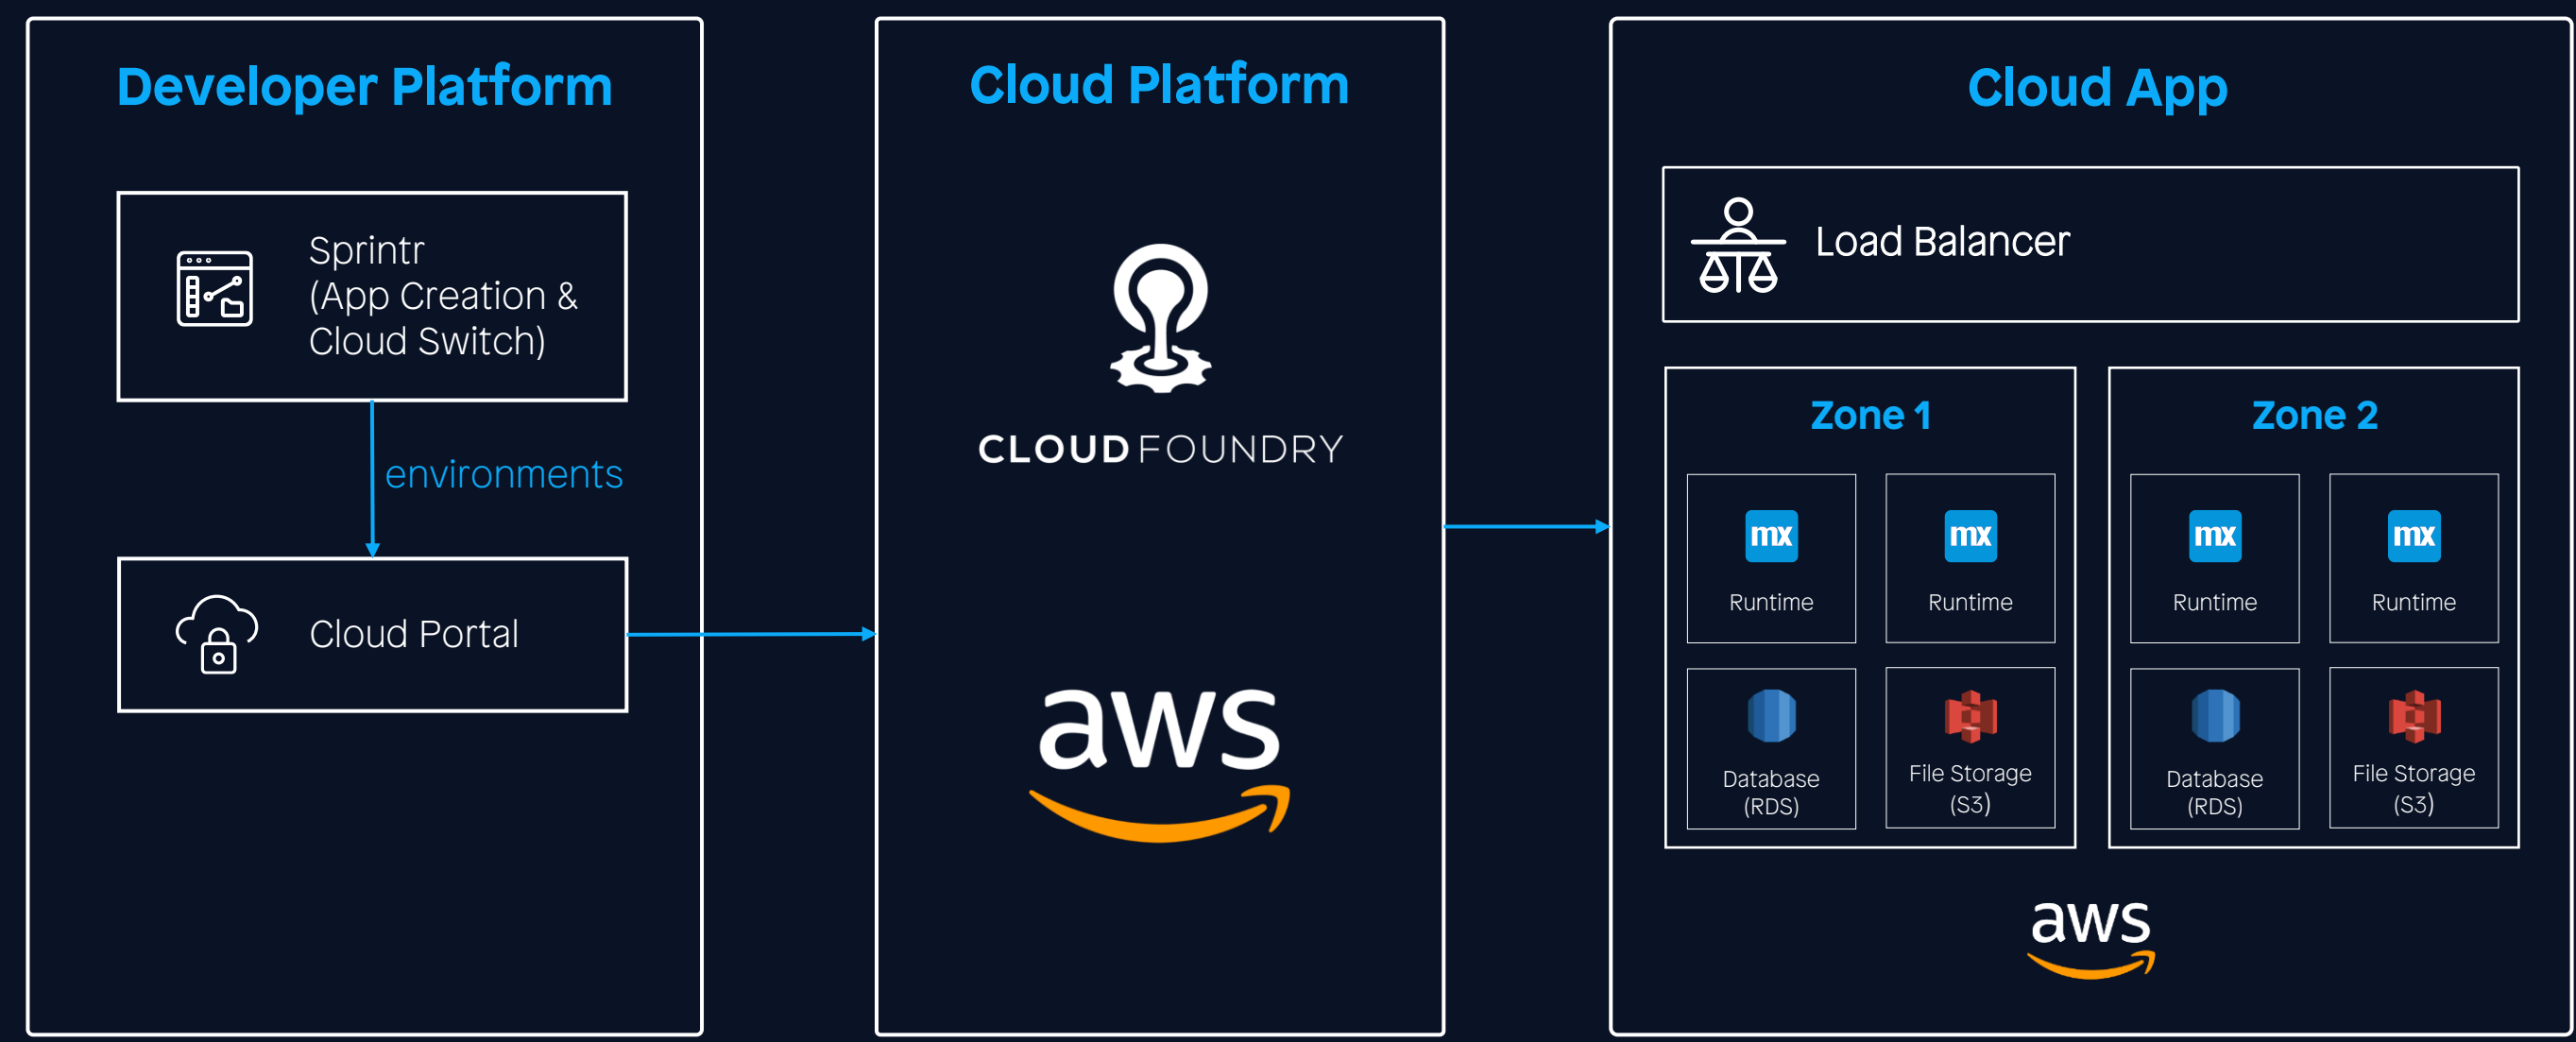 Developer Platform
Sprintr
(App Creation &
Cloud Switch)
environments
Cloud Portal
Cloud Platform
CLOUD FOUNDRY
aws
Cloud App
Load Balancer
Zone 1
mx
Runtime
mx
Runtime
Database
(RDS)
File Storage
(S3)
Zone 2
mx
Runtime
mx
Runtime
Database
(RDS)
File Storage
(S3)
aws